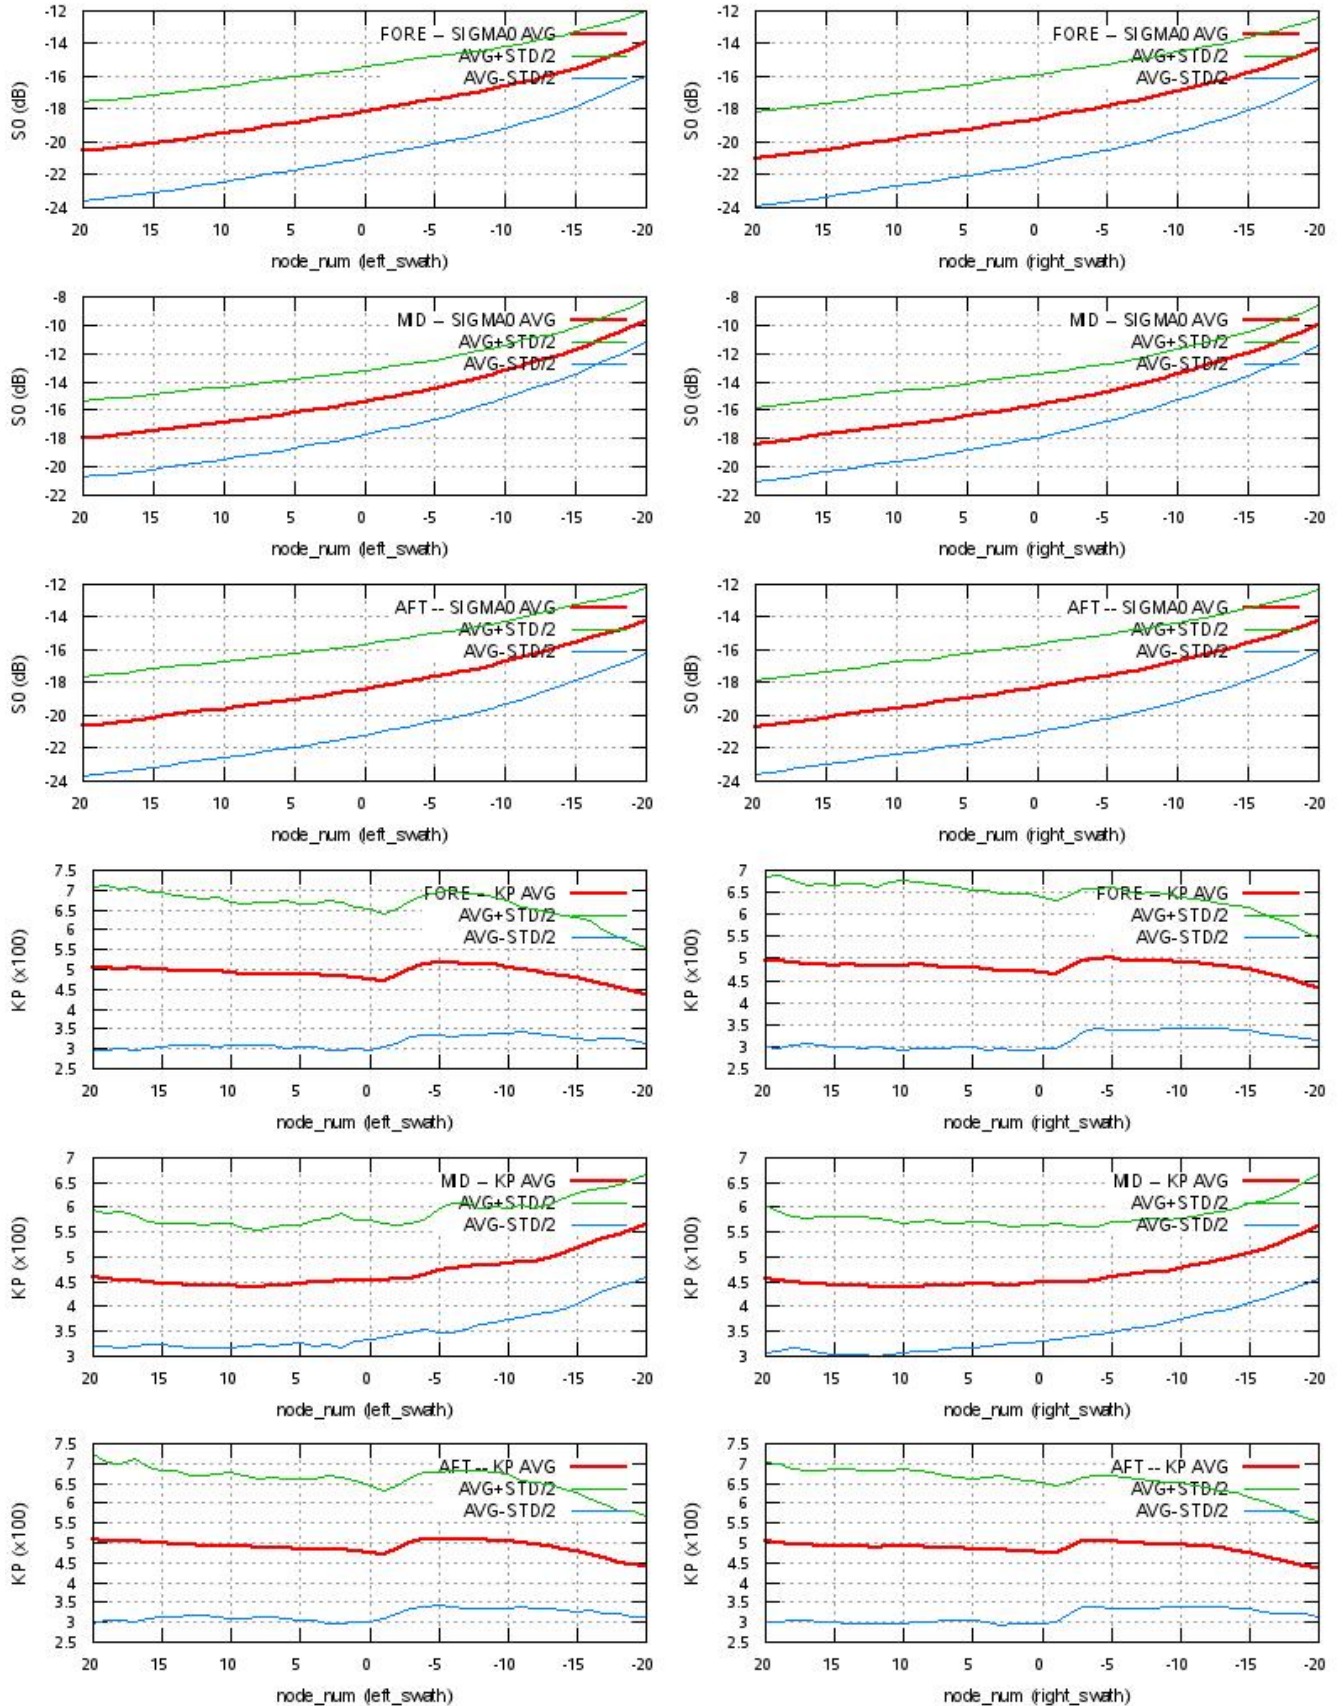 -12
FORE -- SIGMA0 AVG
-14
AVG+STD/2
-16
AVG-STD/2
-18
-20
-22
-24
S0 (dB)
20 15 10 5 0 -5 -10 -15 -20
node_num (left_swath)
-12
FORE -- SIGMA0 AVG
-14
AVG+STD/2
-16
AVG-STD/2
-18
-20
-22
-24
S0 (dB)
20 15 10 5 0 -5 -10 -15 -20
node_num (right_swath)
-8
MID -- SIGMA0 AVG
-10
AVG+STD/2
-12
AVG-STD/2
-14
-16
-18
-20
-22
S0 (dB)
20 15 10 5 0 -5 -10 -15 -20
node_num (left_swath)
-8
MID -- SIGMA0 AVG
-10
AVG+STD/2
-12
AVG-STD/2
-14
-16
-18
-20
-22
S0 (dB)
20 15 10 5 0 -5 -10 -15 -20
node_num (right_swath)
-12
AFT -- SIGMA0 AVG
-14
AVG+STD/2
-16
AVG-STD/2
-18
-20
-22
-24
S0 (dB)
20 15 10 5 0 -5 -10 -15 -20
node_num (left_swath)
-12
AFT -- SIGMA0 AVG
-14
AVG+STD/2
-16
AVG-STD/2
-18
-20
-22
-24
S0 (dB)
20 15 10 5 0 -5 -10 -15 -20
node_num (right_swath)
7.5
FORE -- KP AVG
7
6.5
AVG+STD/2
6
AVG-STD/2
5.5
5
4.5
4
3.5
3
2.5
KP (x100)
20 15 10 5 0 -5 -10 -15 -20
node_num (left_swath)
7
FORE -- KP AVG
6.5
6
AVG+STD/2
5.5
AVG-STD/2
5
4.5
4
3.5
3
2.5
KP (x100)
20 15 10 5 0 -5 -10 -15 -20
node_num (right_swath)
7
MID -- KP AVG
6.5
AVG+STD/2
6
AVG-STD/2
5.5
5
4.5
4
3.5
3
KP (x100)
20 15 10 5 0 -5 -10 -15 -20
node_num (left_swath)
7
MID -- KP AVG
6.5
AVG+STD/2
6
AVG-STD/2
5.5
5
4.5
4
3.5
3
KP (x100)
20 15 10 5 0 -5 -10 -15 -20
node_num (right_swath)
7.5
AFT -- KP AVG
7
6.5
AVG+STD/2
6
AVG-STD/2
5.5
5
4.5
4
3.5
3
2.5
KP (x100)
20 15 10 5 0 -5 -10 -15 -20
node_num (left_swath)
7.5
AFT -- KP AVG
7
6.5
AVG+STD/2
6
AVG-STD/2
5.5
5
4.5
4
3.5
3
2.5
KP (x100)
20 15 10 5 0 -5 -10 -15 -20
node_num (right_swath)